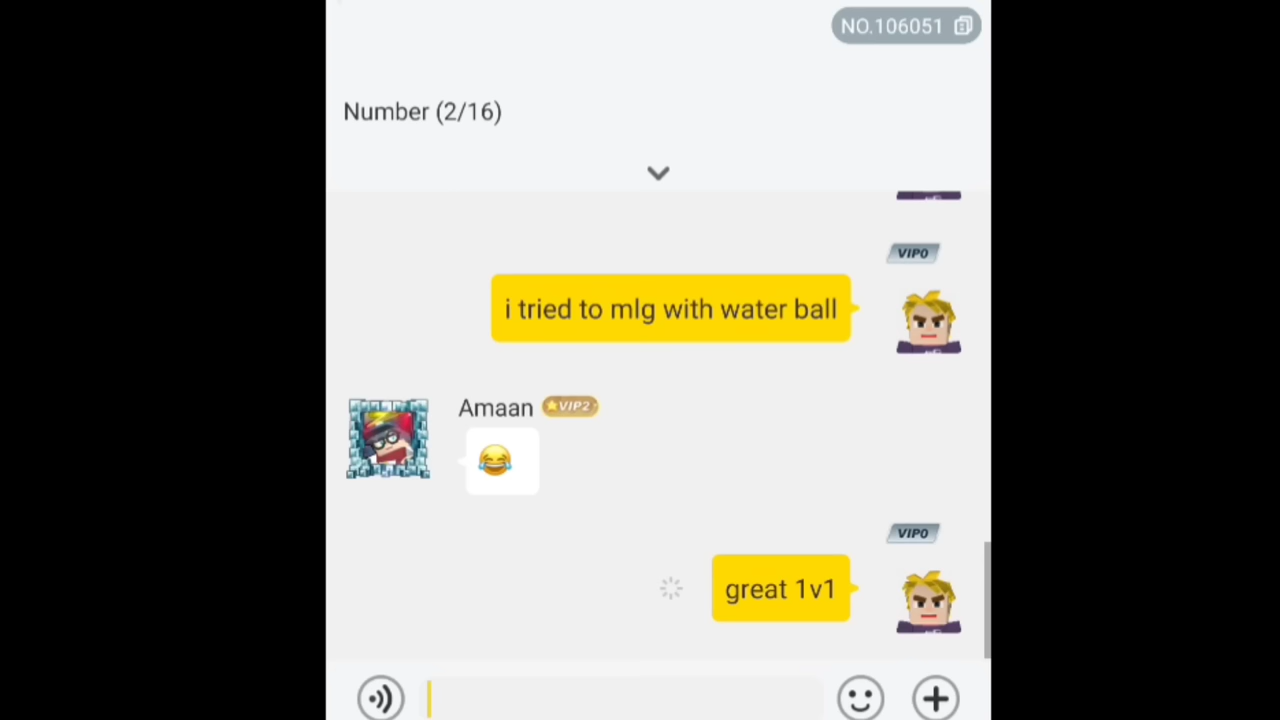 NO.106051
Number (2/16)
VIP0
i tried to mlg with water ball
Amaan VIP2
😂
VIP0
great 1v1